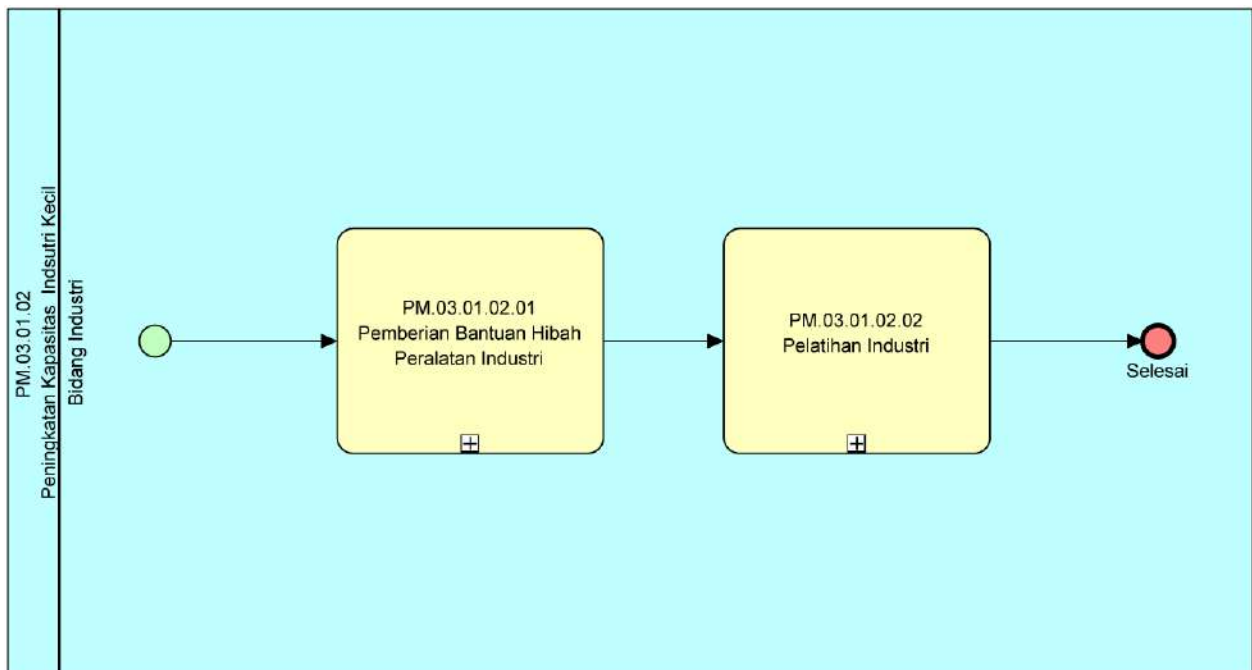 PM.03.01.02
Peningkatan Kapasitas Indsutri Kecil
Bidang Industri
PM.03.01.02.01
Pemberian Bantuan Hibah
Peralatan Industri
PM.03.01.02.02
Pelatihan Industri
Selesai